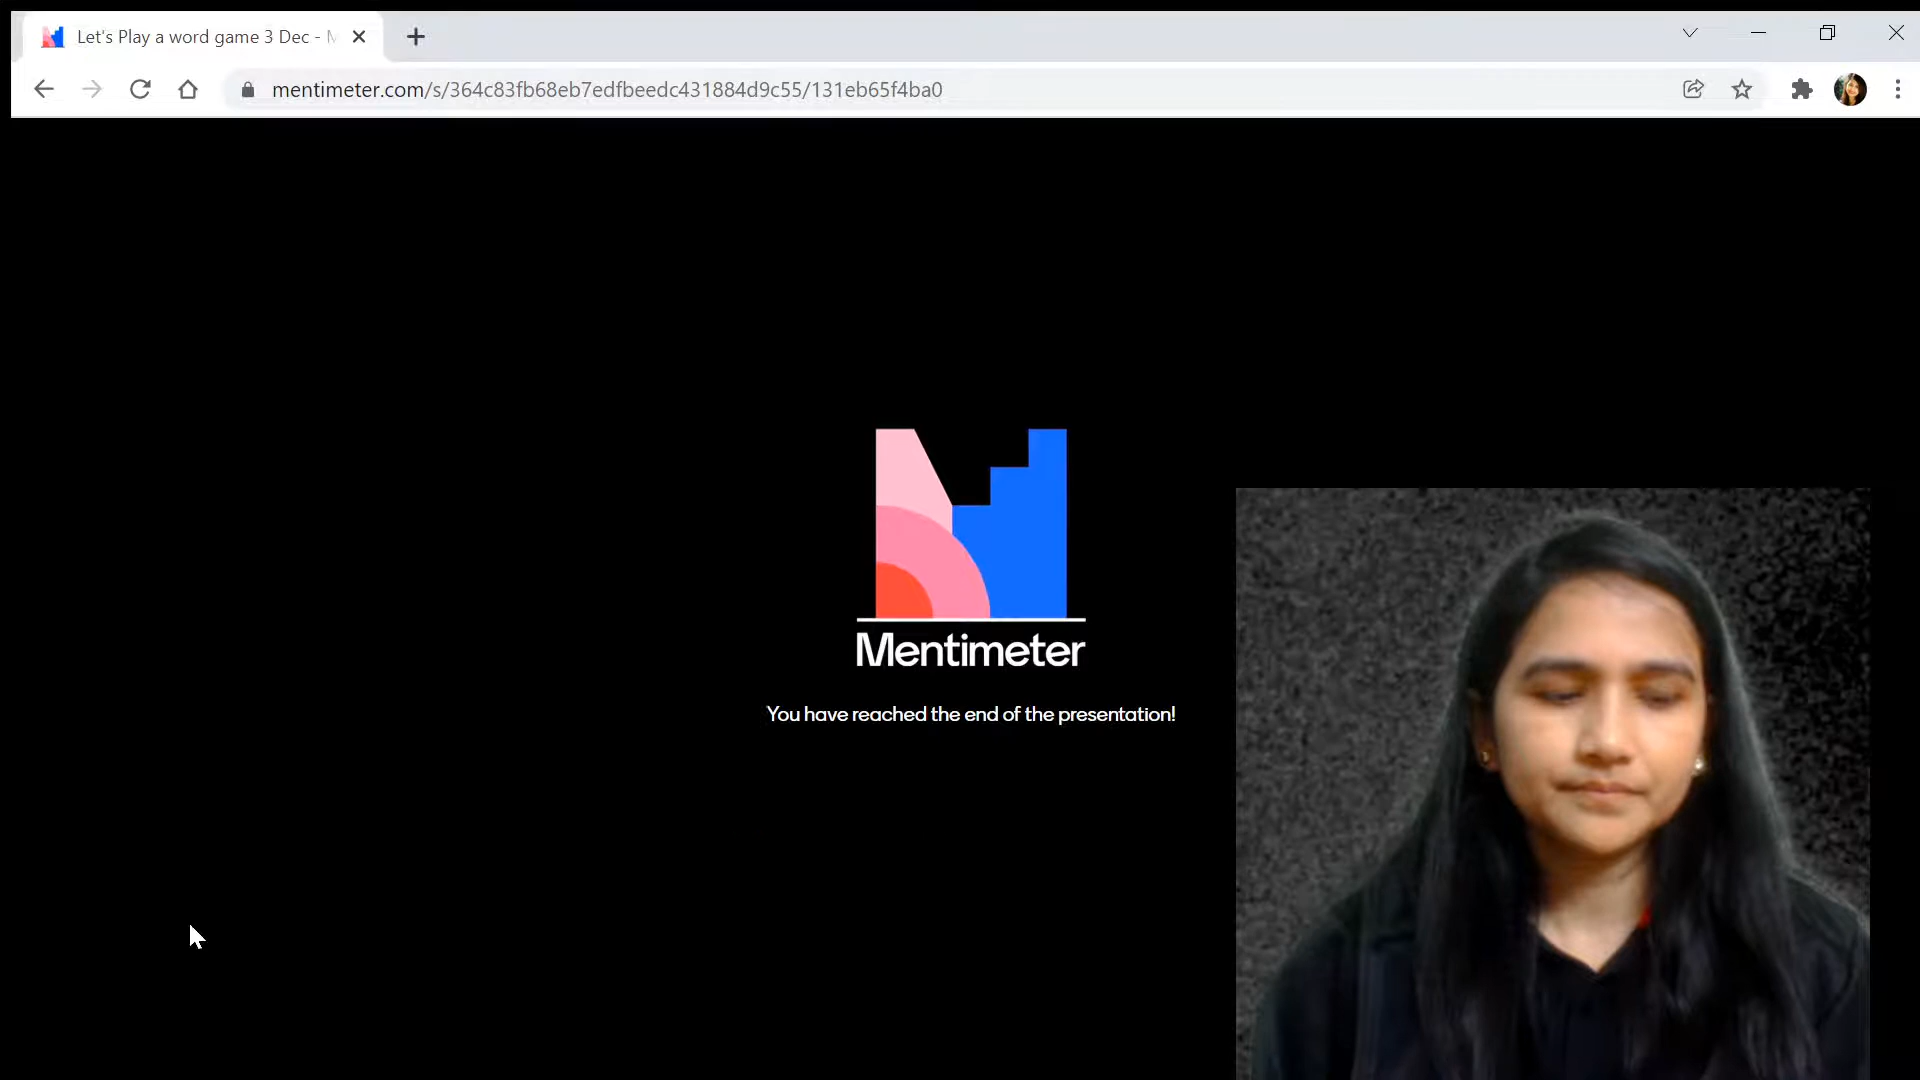 Let's Play a word game 3 Dec -
mentimeter.com/s/364c83fb68eb7edfbeedc431884d9c55/131eb65f4ba0
Mentimeter
You have reached the end of the presentation!